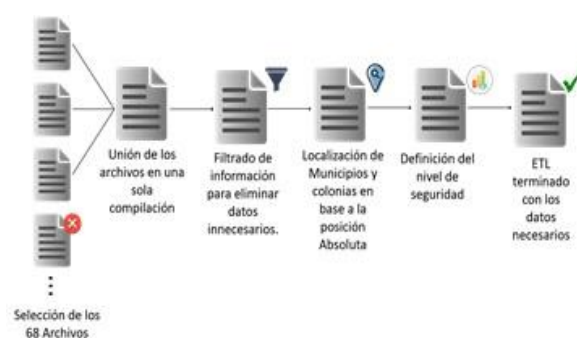 Selección de los
68 Archivos
Unión de los
archivos en una
sola
compilación
Filtrado de
información
para eliminar
datos
innecesarios.
Localización de
Municipios y
colonias en
base a la
posición
Absoluta
Definición del
nivel de
seguridad
ETL
terminado
con los
datos
necesarios